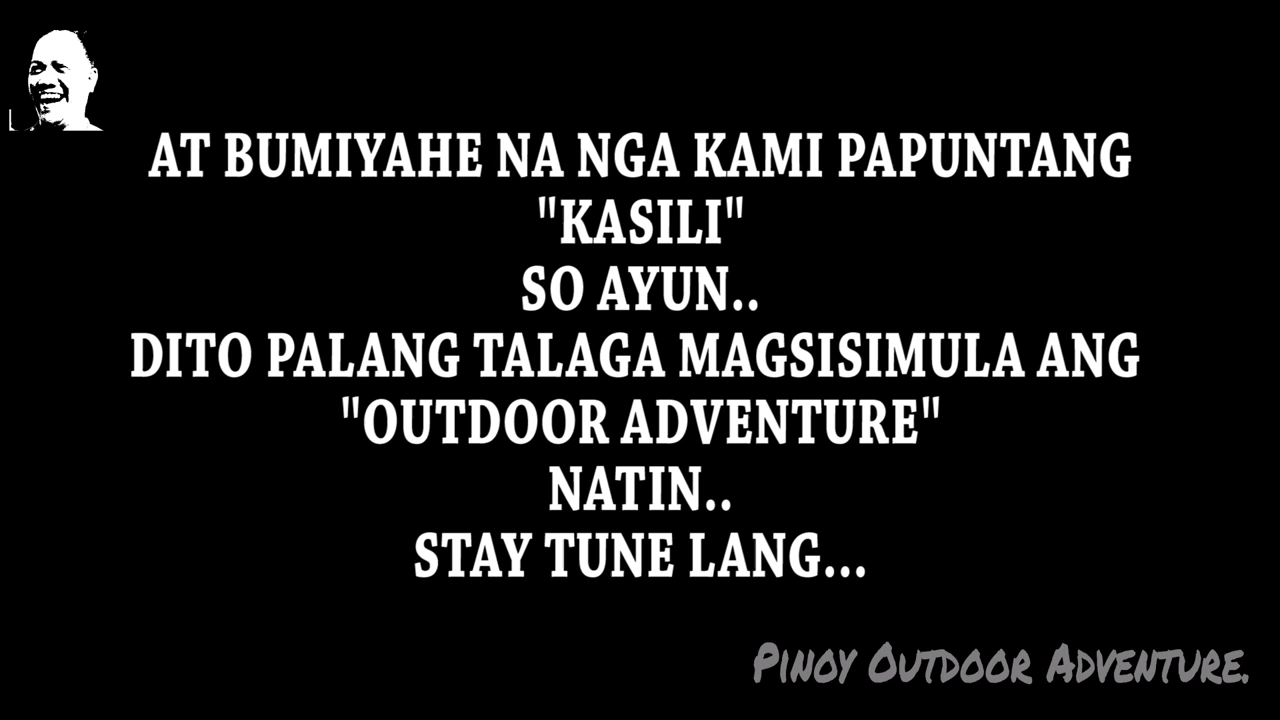 AT BUMIYAHE NA NGA KAMI PAPUNTANG
"KASILI"
SO AYUN..
DITO PALANG TALAGA MAGSISIMULA ANG
"OUTDOOR ADVENTURE"
NATIN..
STAY TUNE LANG...
PINOY OUTDOOR ADVENTURE.